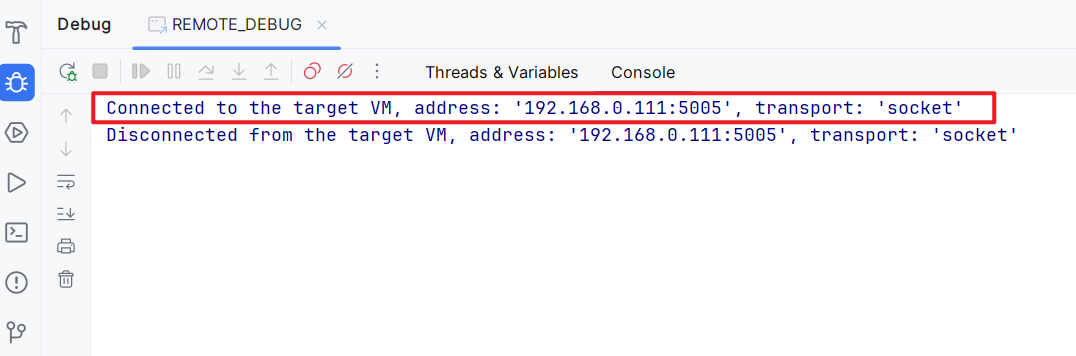 Debug REMOTE_DEBUG
Threads & Variables Console
Connected to the target VM, address: '192.168.0.111:5005', transport: 'socket'
Disconnected from the target VM, address: '192.168.0.111:5005', transport: 'socket'